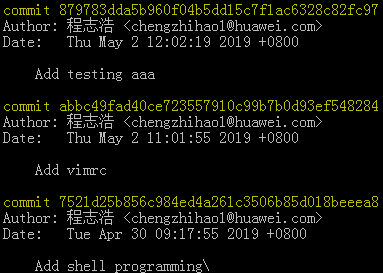 commit 879783dda5b960f04b5dd15c7f1ac6328c82fc97
Author: 程志浩 <chengzhihao1@huawei.com>
Date:   Thu May 2 12:02:19 2019 +0800
Add testing aaa
commit abbc49fad40ce723557910c99b7b0d93ef548284
Author: 程志浩 <chengzhihao1@huawei.com>
Date:   Thu May 2 11:01:55 2019 +0800
Add vimrc
commit 7521d25b856c984ed4a261c3506b85d018beeea8
Author: 程志浩 <chengzhihao1@huawei.com>
Date:   Tue Apr 30 09:17:55 2019 +0800
Add shell programming\